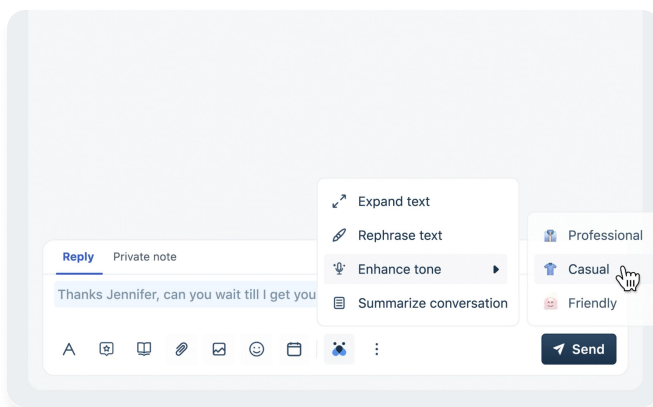 Expand text
Rephrase text
Enhance tone
Summarize conversation
Professional
Casual
Friendly
Reply
Private note
Thanks Jennifer, can you wait till I get you
Send